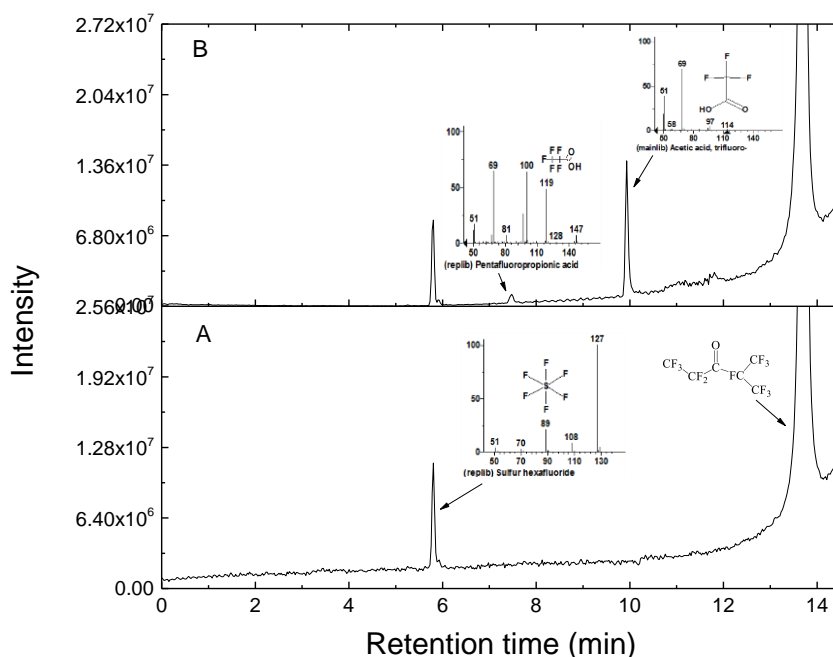 2.72x10⁷
2.04x10⁷
1.36x10⁷
6.80x10⁶
0.00
B
100
50
0
51
58
69
97
114
60
80
110
140
F
F
F
HO
O
(mainlib) Acetic acid, trifluoro-
100
50
0
51
69
81
100
119
128
147
50
80
110
140
F F
F
F F
O
OH
(replib) Pentafluoropropionic acid
Intensity
2.56x10⁷
1.92x10⁷
1.28x10⁷
6.40x10⁶
0.00
A
100
50
0
51
70
89
108
127
50
70
90
110
130
F
F
F
S
F
F
F
(replib) Sulfur hexafluoride
O
CF₃
C
CF₃
CF₂
FC
CF₃
0
2
4
6
8
10
12
14
Retention time (min)